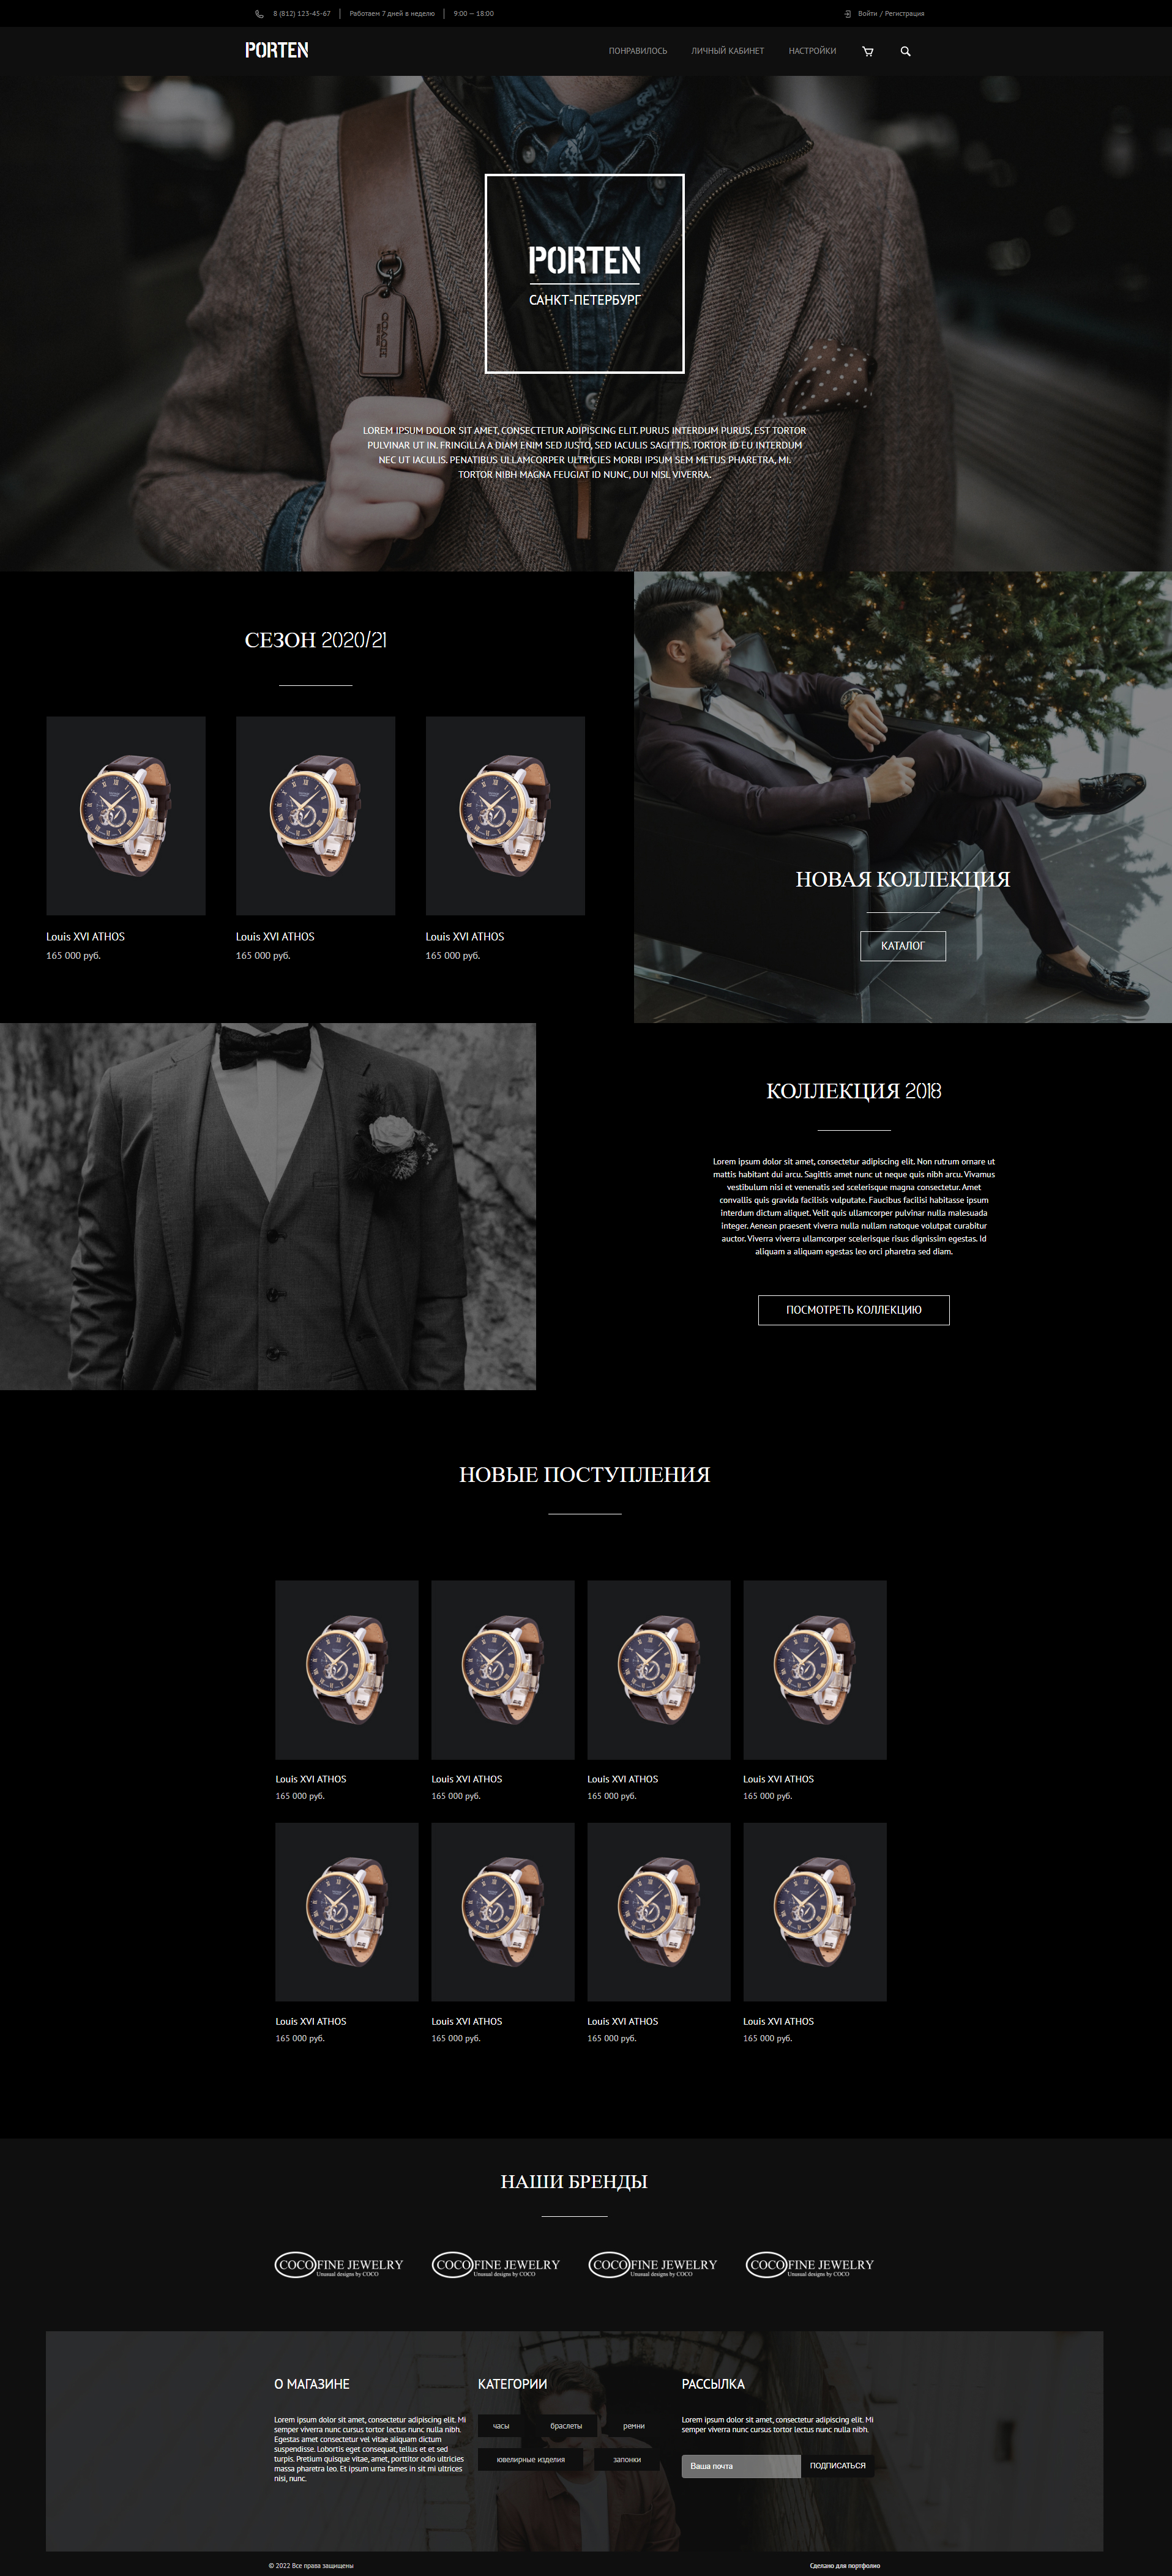 8 (812) 123-45-67 Работаем 7 дней в неделю 9:00 — 18:00 Войти / Регистрация
PORTEN ПОНРАВИЛОСЬ ЛИЧНЫЙ КАБИНЕТ НАСТРОЙКИ
COACH
PORTEN
САНКТ-ПЕТЕРБУРГ
LOREM IPSUM DOLOR SIT AMET, CONSECTETUR ADIPISCING ELIT. PURUS INTERDUM PURUS, EST TORTOR
PULVINAR UT IN. FRINGILLA A DIAM ENIM SED JUSTO, SED IACULIS SAGITTIS. TORTOR ID EU INTERDUM
NEC UT IACULIS. PENATIBUS ULLAMCORPER ULTRICIES MORBI IPSUM SEM METUS PHARETRA, MI.
TORTOR NIBH MAGNA FEUGIAT ID NUNC, DUI NISL VIVERRA.
СЕЗОН 2020/21
Louis XVI ATHOS Louis XVI ATHOS Louis XVI ATHOS
165 000 руб. 165 000 руб. 165 000 руб.
НОВАЯ КОЛЛЕКЦИЯ
КАТАЛОГ
КОЛЛЕКЦИЯ 2018
Lorem ipsum dolor sit amet, consectetur adipiscing elit. Non rutrum ornare ut
mattis habitant dui arcu. Sagittis amet nunc ut neque quis nibh arcu. Vivamus
vestibulum nisi et venenatis sed scelerisque magna consectetur. Amet
convallis quis gravida facilisis vulputate. Faucibus facilisi habitasse ipsum
interdum dictum aliquet. Velit quis ullamcorper pulvinar nulla malesuada
integer. Aenean praesent viverra nulla nullam natoque volutpat curabitur
auctor. Viverra viverra ullamcorper scelerisque risus dignissim egestas. Id
aliquam a aliquam egestas leo orci pharetra sed diam.
ПОСМОТРЕТЬ КОЛЛЕКЦИЮ
НОВЫЕ ПОСТУПЛЕНИЯ
Louis XVI ATHOS Louis XVI ATHOS Louis XVI ATHOS Louis XVI ATHOS
165 000 руб. 165 000 руб. 165 000 руб. 165 000 руб.
Louis XVI ATHOS Louis XVI ATHOS Louis XVI ATHOS Louis XVI ATHOS
165 000 руб. 165 000 руб. 165 000 руб. 165 000 руб.
НАШИ БРЕНДЫ
COCO FINE JEWELRY COCO FINE JEWELRY COCO FINE JEWELRY COCO FINE JEWELRY
Unusual designs by COCO Unusual designs by COCO Unusual designs by COCO Unusual designs by COCO
О МАГАЗИНЕ
Lorem ipsum dolor sit amet, consectetur adipiscing elit. Mi
semper viverra nunc cursus tortor lectus nunc nulla nibh.
Egestas amet consectetur vel vitae aliquam dictum
suspendisse. Lobortis eget consequat, tellus et et sed
turpis. Pretium quisque vitae, amet, porttitor odio ultricies
massa pharetra leo. Et ipsum urna fames in sit mi ultrices
nisi, nunc.
КАТЕГОРИИ
часы браслеты ремни
ювелирные изделия запонки
РАССЫЛКА
Lorem ipsum dolor sit amet, consectetur adipiscing elit. Mi
semper viverra nunc cursus tortor lectus nunc nulla nibh.
Ваша почта ПОДПИСАТЬСЯ
© 2022 Все права защищены Сделано для портфолио